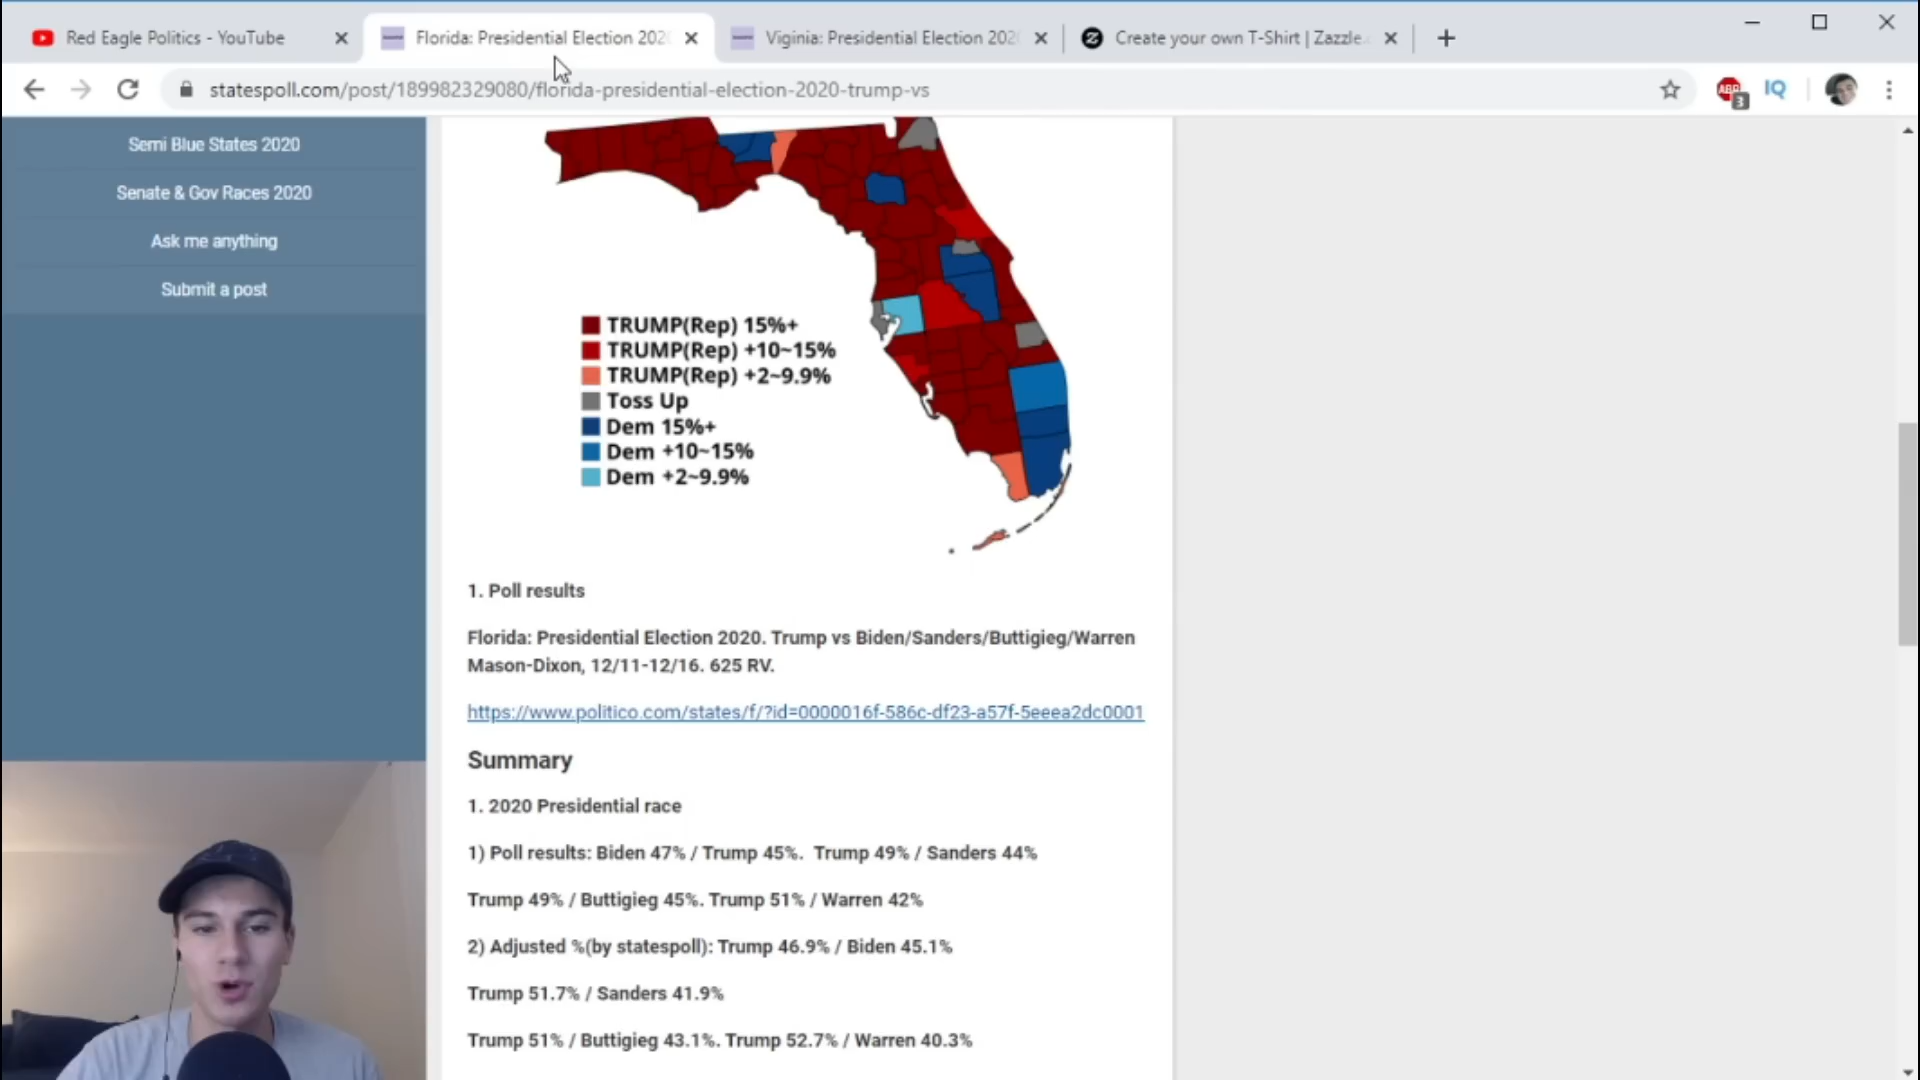 Red Eagle Politics - YouTube
Florida: Presidential Election 202
Viginia: Presidential Election 202
Create your own T-Shirt | Zazzle.
statespoll.com/post/189982329080/florida-presidential-election-2020-trump-vs
ABP
3
IQ
Semi Blue States 2020
Senate & Gov Races 2020
Ask me anything
Submit a post
TRUMP(Rep) 15%+
TRUMP(Rep) +10~15%
TRUMP(Rep) +2~9.9%
Toss Up
Dem 15%+
Dem +10~15%
Dem +2~9.9%
1. Poll results
Florida: Presidential Election 2020. Trump vs Biden/Sanders/Buttigieg/Warren
Mason-Dixon, 12/11-12/16. 625 RV.
https://www.politico.com/states/f/?id=0000016f-586c-df23-a57f-5eeea2dc0001
Summary
1. 2020 Presidential race
1) Poll results: Biden 47% / Trump 45%. Trump 49% / Sanders 44%
Trump 49% / Buttigieg 45%. Trump 51% / Warren 42%
2) Adjusted %(by statespoll): Trump 46.9% / Biden 45.1%
Trump 51.7% / Sanders 41.9%
Trump 51% / Buttigieg 43.1%. Trump 52.7% / Warren 40.3%